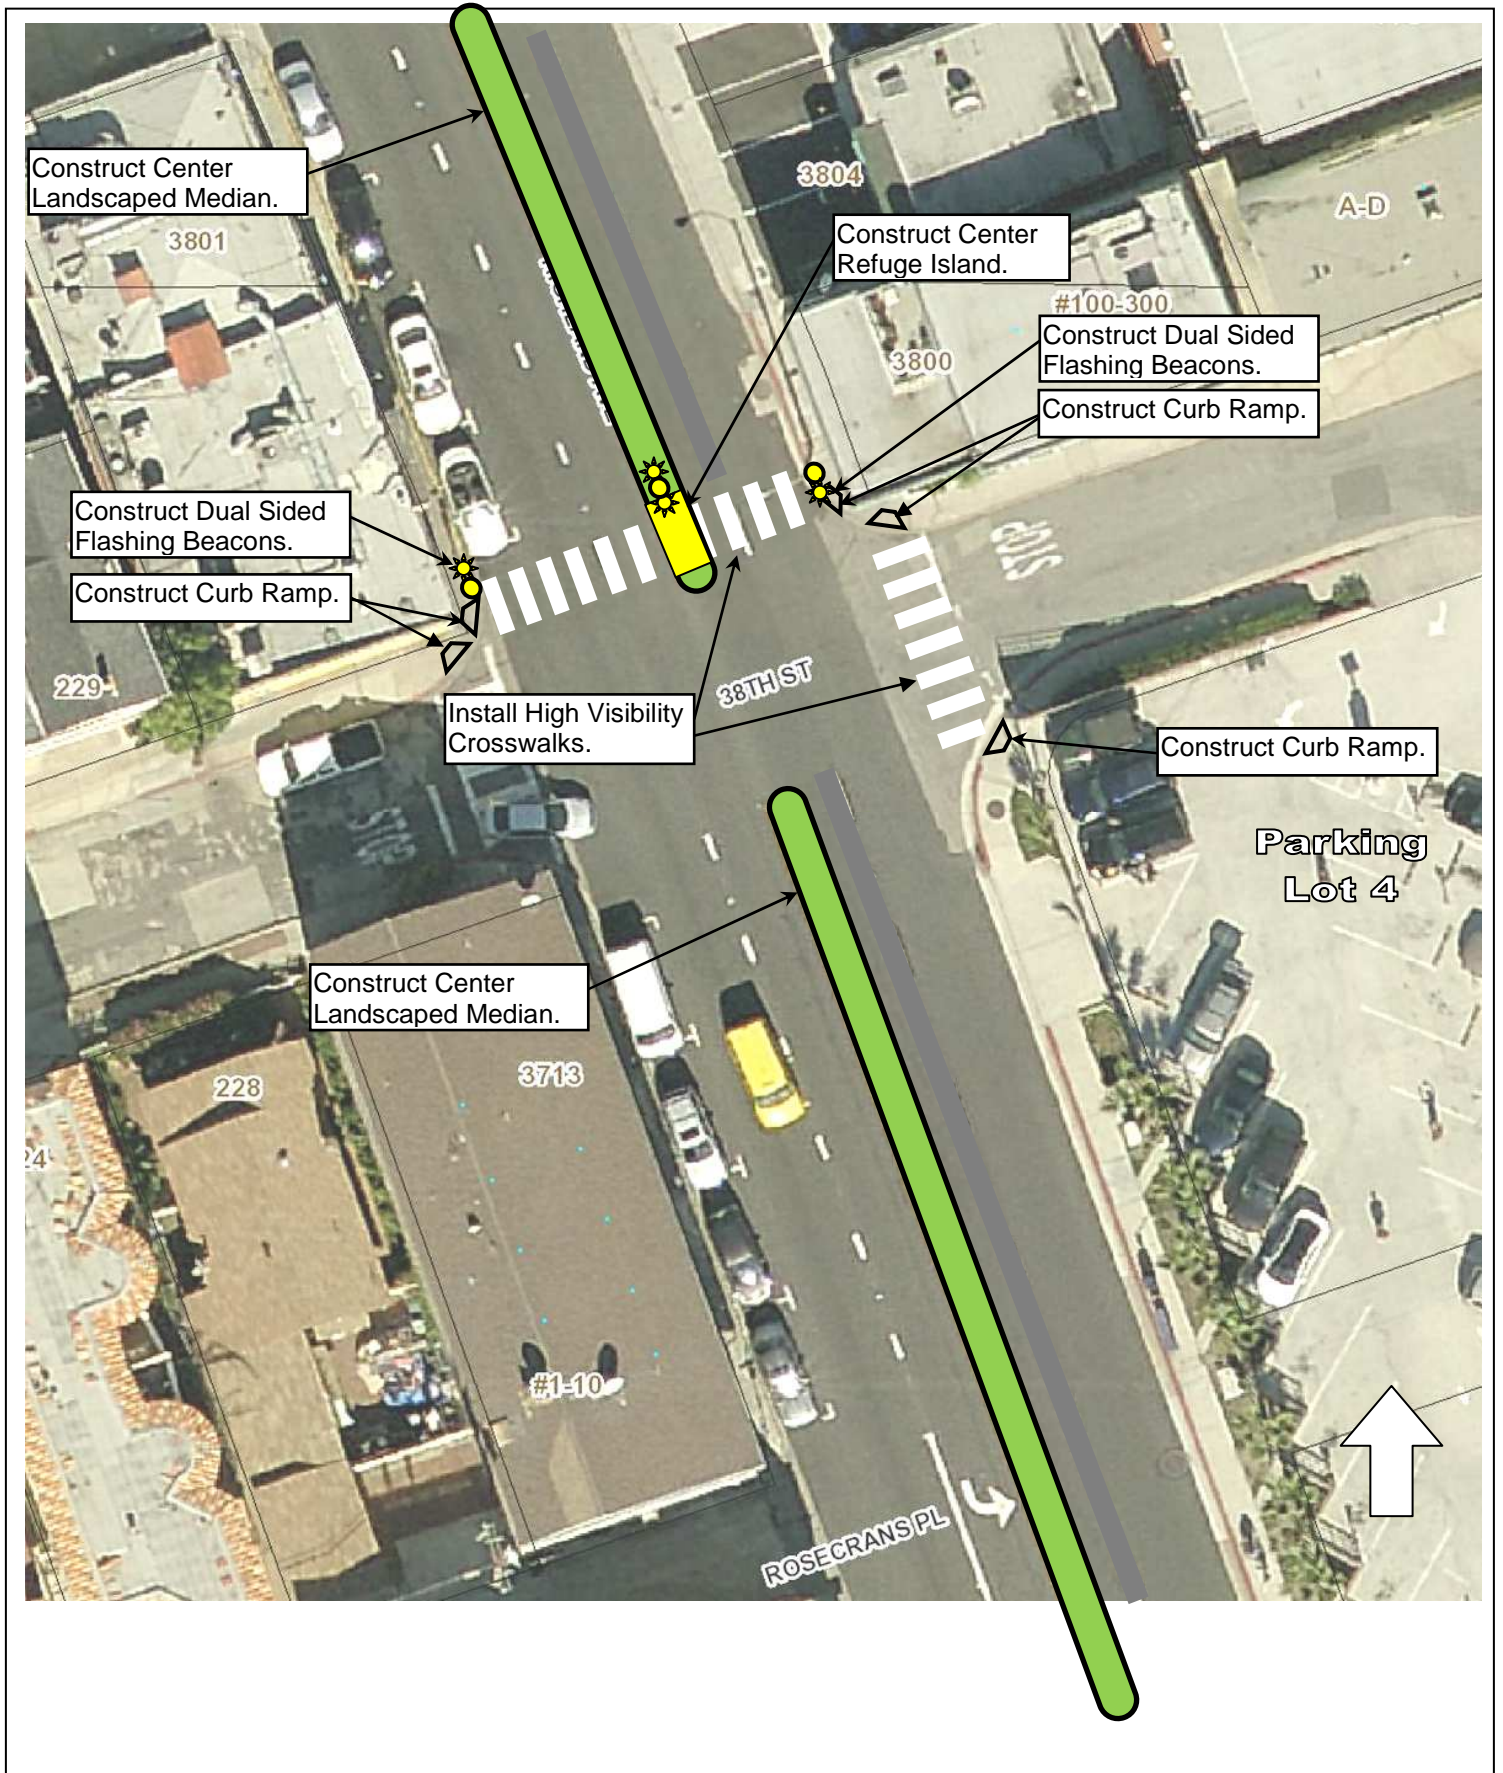 Construct Center
Landscaped Median.
3801
3804
A-D
Construct Center
Refuge Island.
#100-300
Construct Dual Sided
Flashing Beacons.
3800
Construct Curb Ramp.
Construct Dual Sided
Flashing Beacons.
STOP
Construct Curb Ramp.
229
38TH ST
Install High Visibility
Crosswalks.
Construct Curb Ramp.
STOP
Parking
Lot 4
Construct Center
Landscaped Median.
3713
228
24
#1-10
ROSECRANS PL